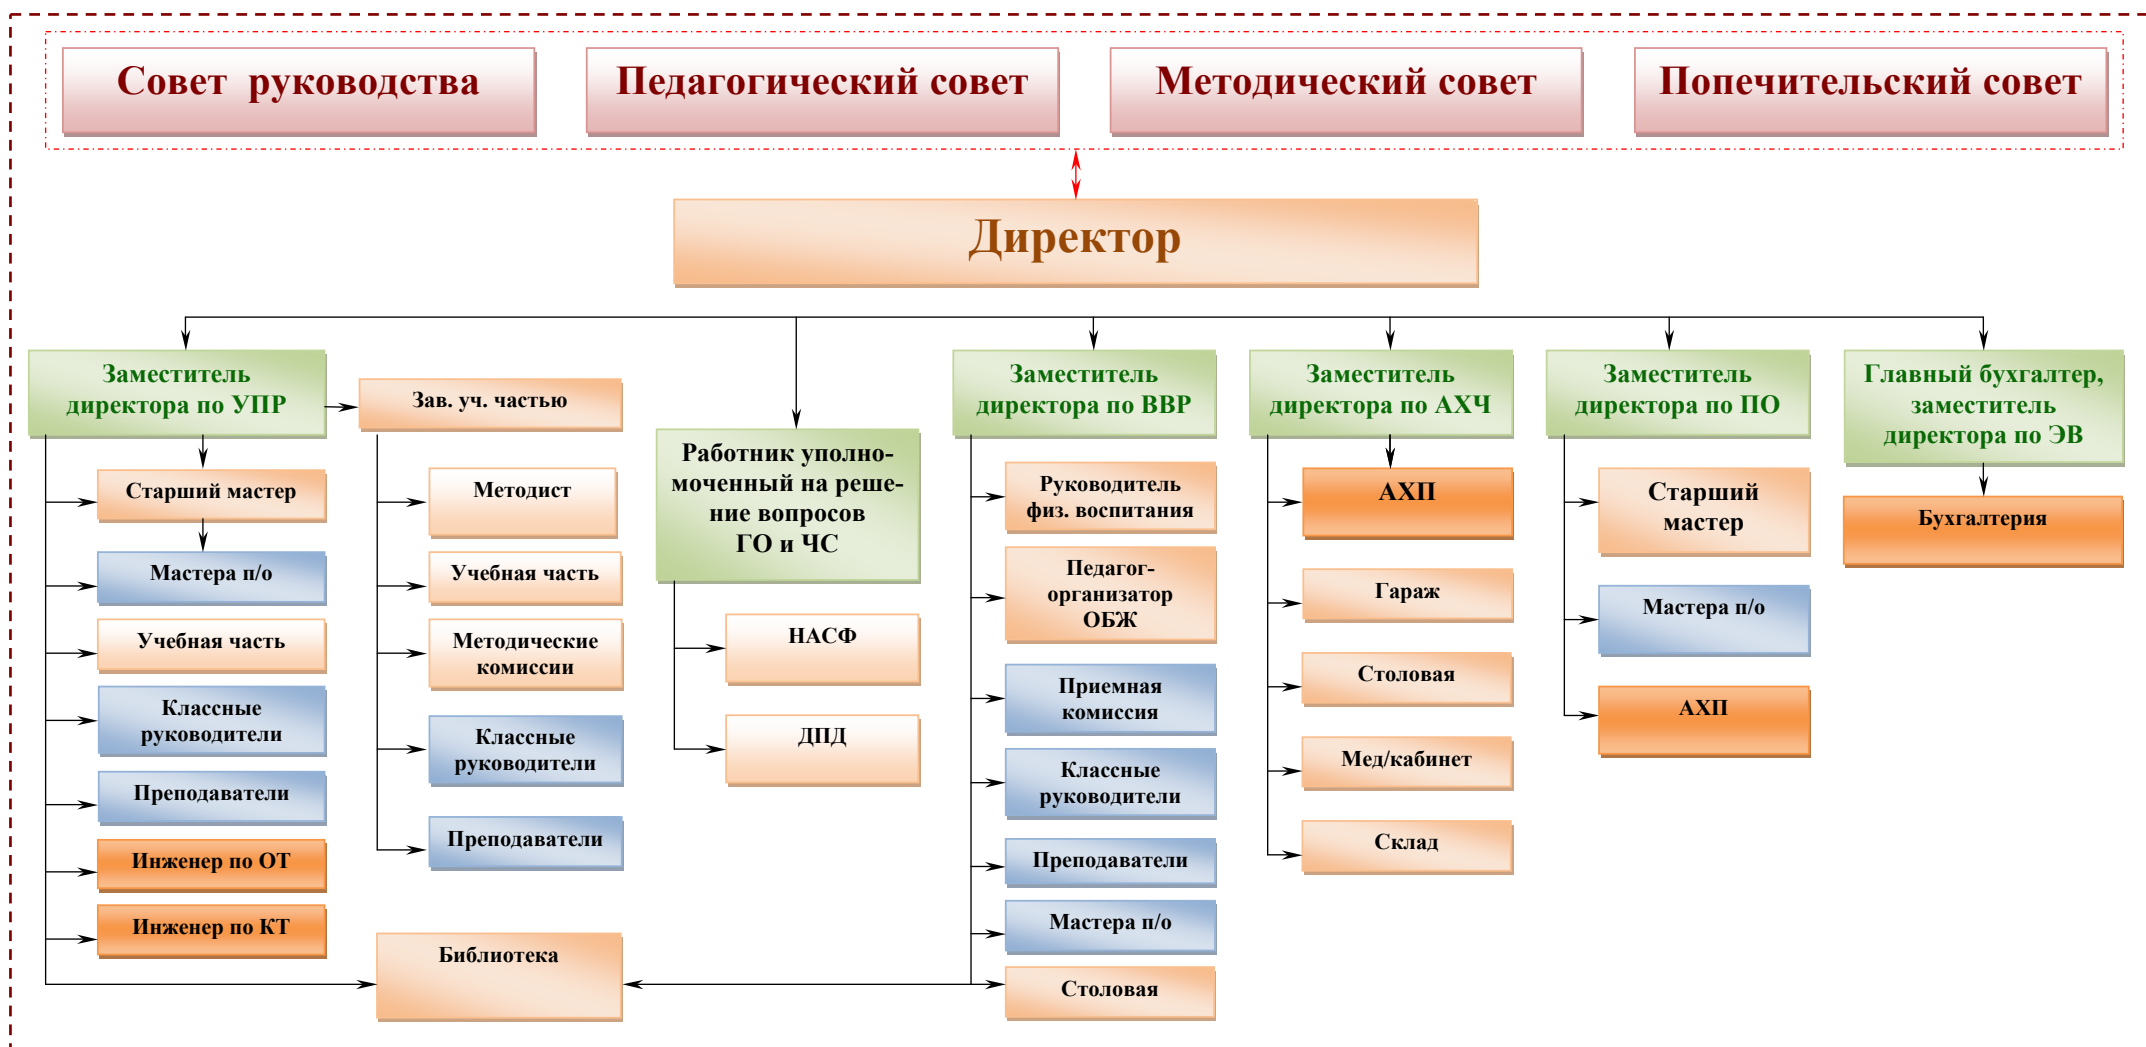 Совет руководства
Педагогический совет
Методический совет
Попечительский совет
Директор
Заместитель
директора по УПР
Старший мастер
Мастера п/о
Учебная часть
Классные
руководители
Преподаватели
Инженер по ОТ
Инженер по КТ
Зав. уч. частью
Методист
Учебная часть
Методические
комиссии
Классные
руководители
Преподаватели
Библиотека
Работник уполно-
моченный на реше-
ние вопросов
ГО и ЧС
НАСФ
ДПД
Заместитель
директора по ВВР
Руководитель
физ. воспитания
Педагог-
организатор
ОБЖ
Приемная
комиссия
Классные
руководители
Преподаватели
Мастера п/о
Столовая
Заместитель
директора по АХЧ
АХП
Гараж
Столовая
Мед/кабинет
Склад
Заместитель
директора по ПО
Старший
мастер
Мастера п/о
АХП
Главный бухгалтер,
заместитель
директора по ЭВ
Бухгалтерия